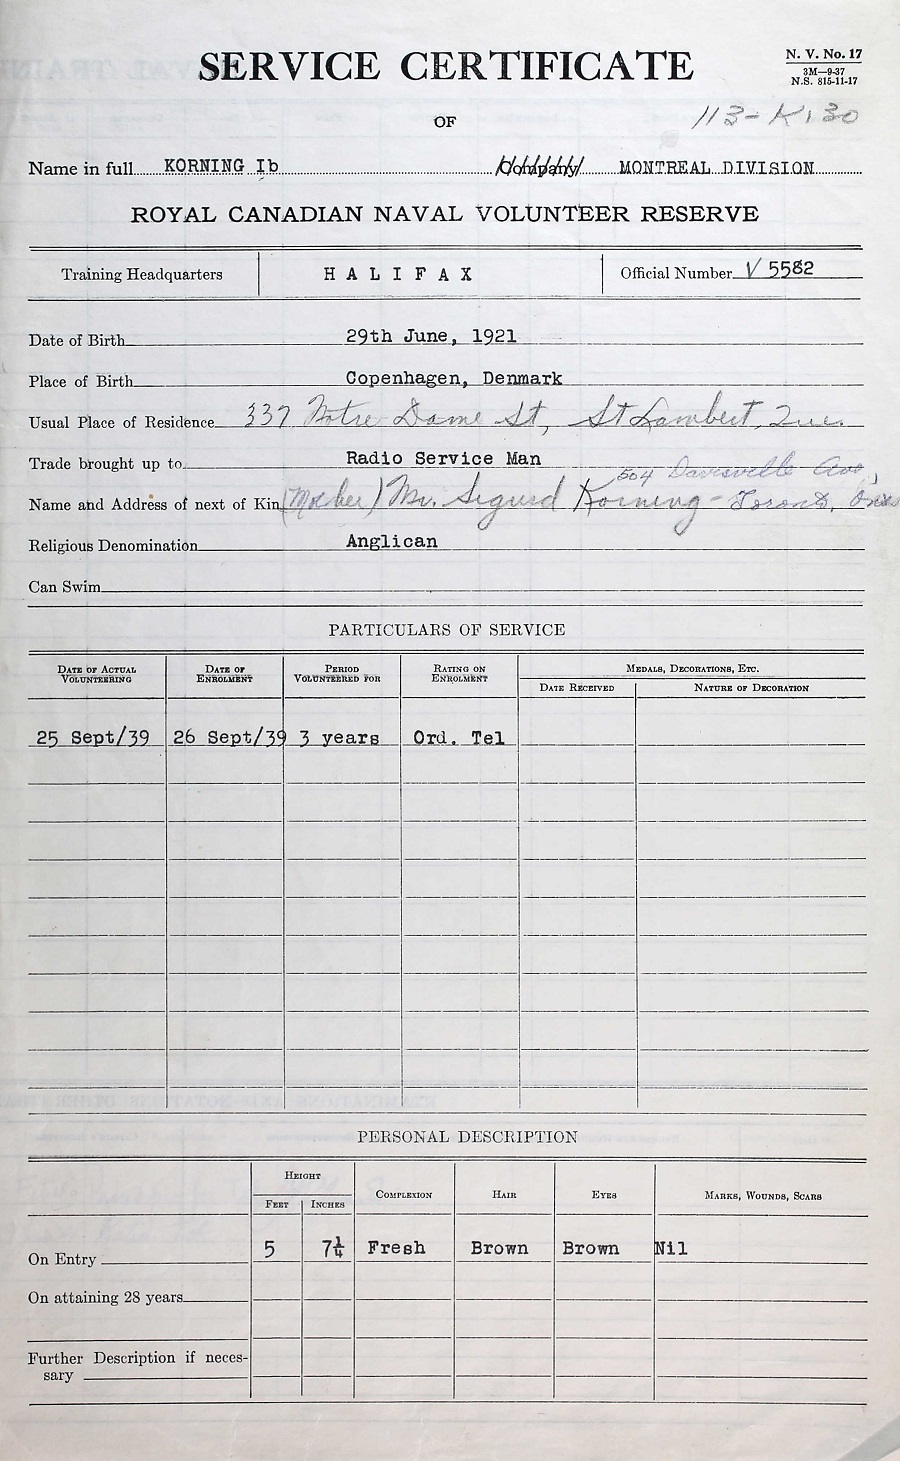 SERVICE CERTIFICATE
N. V. No. 17
3M—9-37
N.S. 815-11-17
113-K130
OF
Name in full KORNING Ib Company MONTREAL DIVISION
ROYAL CANADIAN NAVAL VOLUNTEER RESERVE
Training Headquarters HALIFAX Official Number V 5582
Date of Birth 29th June, 1921
Place of Birth Copenhagen, Denmark
Usual Place of Residence 337 Notre Dame St, St Lambert, Que.
Trade brought up to Radio Service Man
504 Davisville Ave,
Name and Address of next of Kin (Mother) Sigurd Korning - Toronto,
Religious Denomination Anglican
Can Swim
PARTICULARS OF SERVICE
Date of Actual Volunteering Date of Enrolment Period Volunteered for Rating on Enrolment Medals, Decorations, Etc.
Date Received Nature of Decoration
25 Sept/39 26 Sept/39 3 years Ord. Tel
PERSONAL DESCRIPTION
Height
Feet Inches Complexion Hair Eyes Marks, Wounds, Scars
On Entry 5 7¼ Fresh Brown Brown Nil
On attaining 28 years
Further Description if neces-
sary